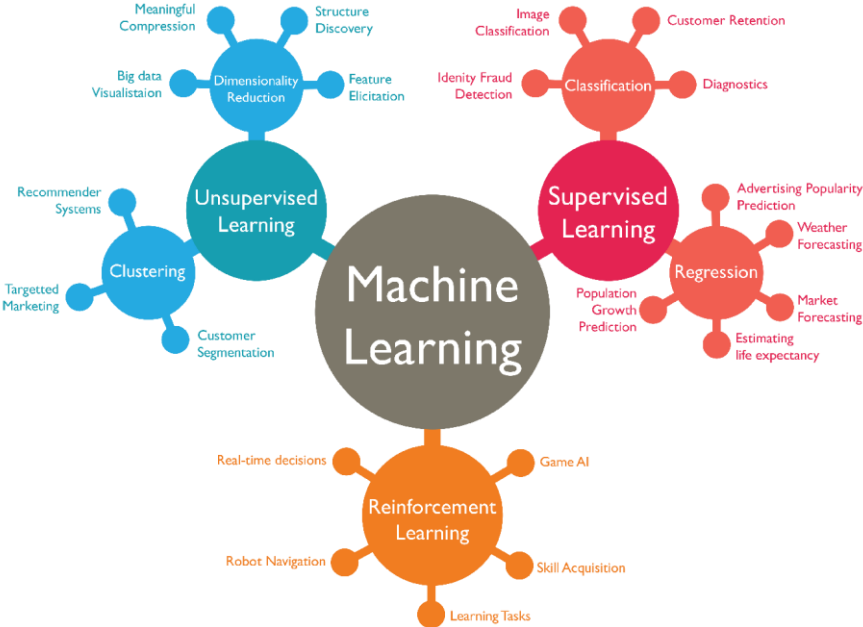 Meaningful
Compression
Structure
Discovery
Big data
Visualistaion
Dimensionality
Reduction
Feature
Elicitation
Image
Classification
Customer Retention
Idenity Fraud
Detection
Classification
Diagnostics
Recommender
Systems
Unsupervised
Learning
Clustering
Targetted
Marketing
Customer
Segmentation
Machine
Learning
Supervised
Learning
Advertising Popularity
Prediction
Weather
Forecasting
Regression
Population
Growth
Prediction
Market
Forecasting
Estimating
life expectancy
Real-time decisions
Game AI
Reinforcement
Learning
Robot Navigation
Skill Acquisition
Learning Tasks